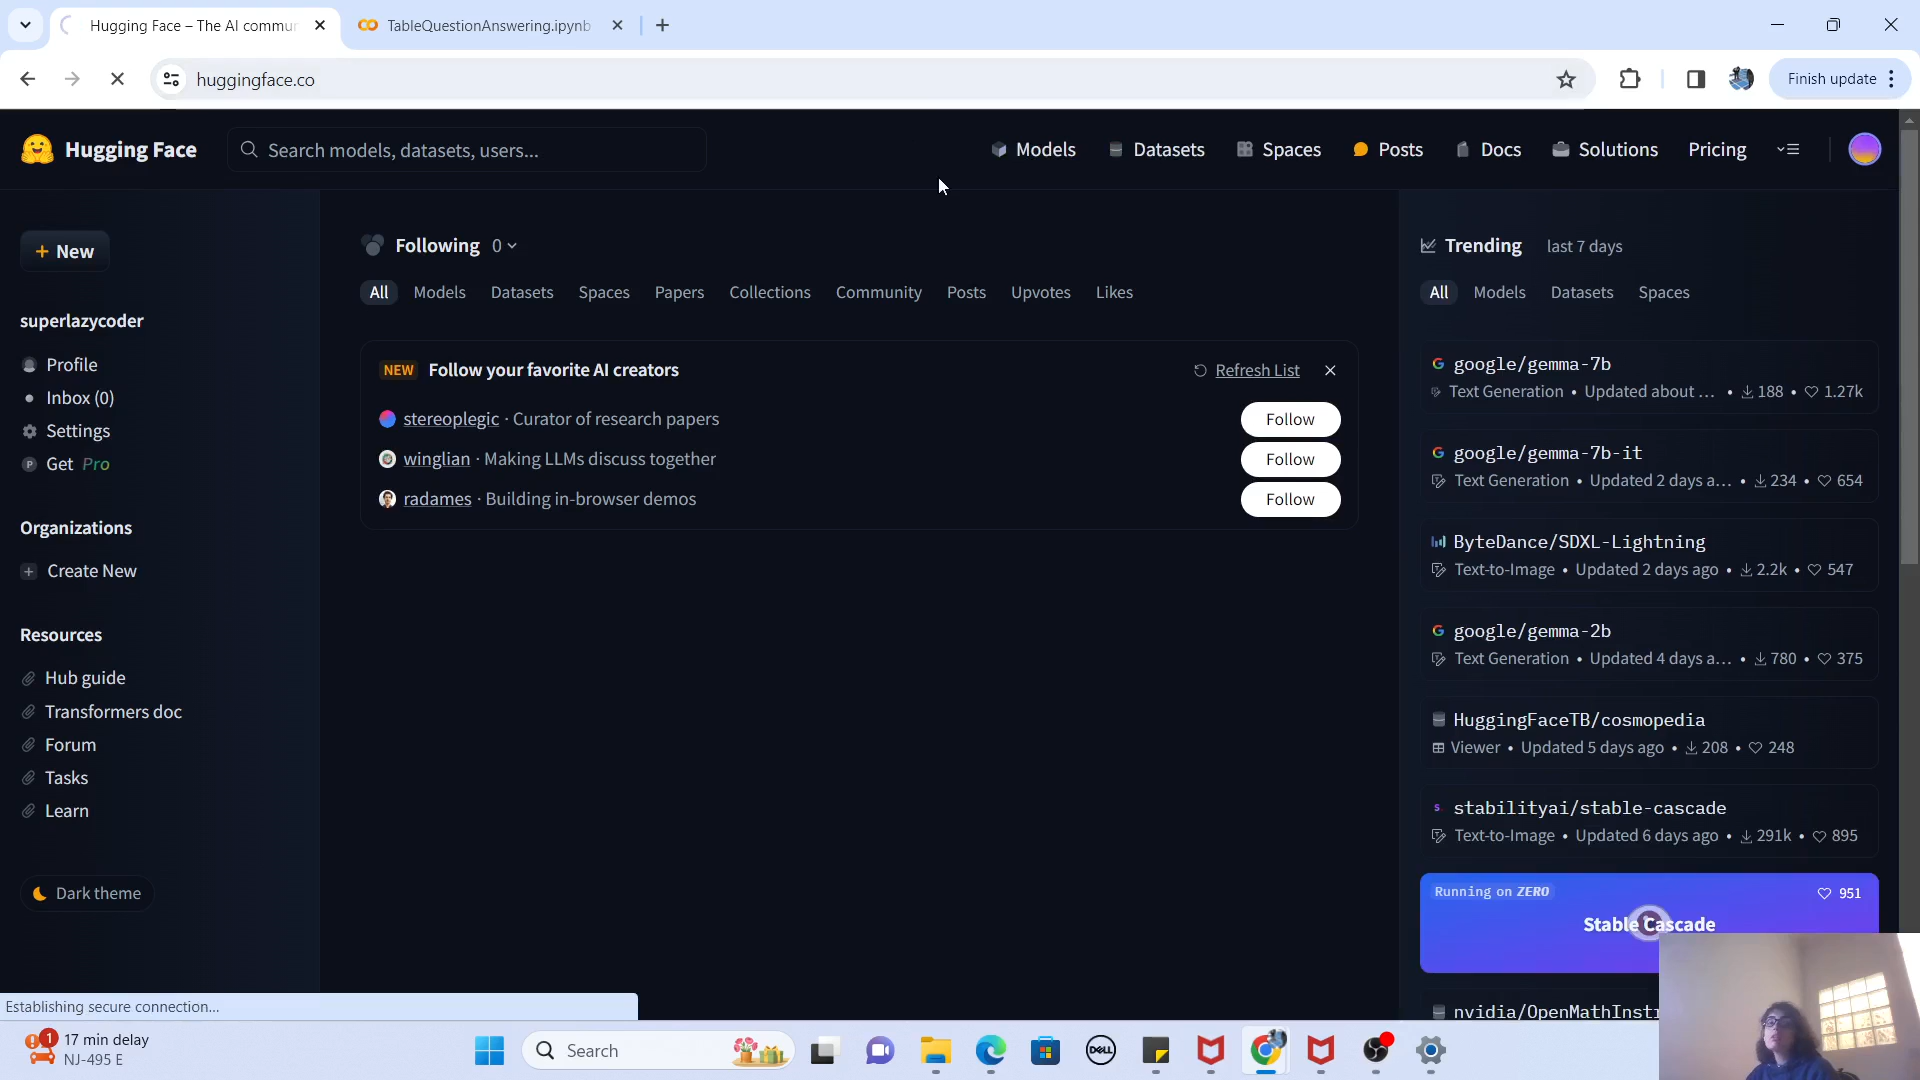 Hugging Face – The AI commu
TableQuestionAnswering.ipynb
huggingface.co
Finish update
Hugging Face
Search models, datasets, users...
Models
Datasets
Spaces
Posts
Docs
Solutions
Pricing
+ New
superlazycoder
Profile
Inbox (0)
Settings
P Get Pro
Organizations
+ Create New
Resources
Hub guide
Transformers doc
Forum
Tasks
Learn
Dark theme
Following 0
All Models Datasets Spaces Papers Collections Community Posts Upvotes Likes
NEW Follow your favorite AI creators
Refresh List
stereoplegic · Curator of research papers
Follow
winglian · Making LLMs discuss together
Follow
radames · Building in-browser demos
Follow
Trending last 7 days
All Models Datasets Spaces
google/gemma-7b
Text Generation • Updated about ... • 188 • 1.27k
google/gemma-7b-it
Text Generation • Updated 2 days a... • 234 • 654
ByteDance/SDXL-Lightning
Text-to-Image • Updated 2 days ago • 2.2k • 547
google/gemma-2b
Text Generation • Updated 4 days a... • 780 • 375
HuggingFaceTB/cosmopedia
Viewer • Updated 5 days ago • 208 • 248
stabilityai/stable-cascade
Text-to-Image • Updated 6 days ago • 291k • 895
Running on ZERO
951
Stable Cascade
nvidia/OpenMathInst
Establishing secure connection...
1
17 min delay
NJ-495 E
Search
DELL